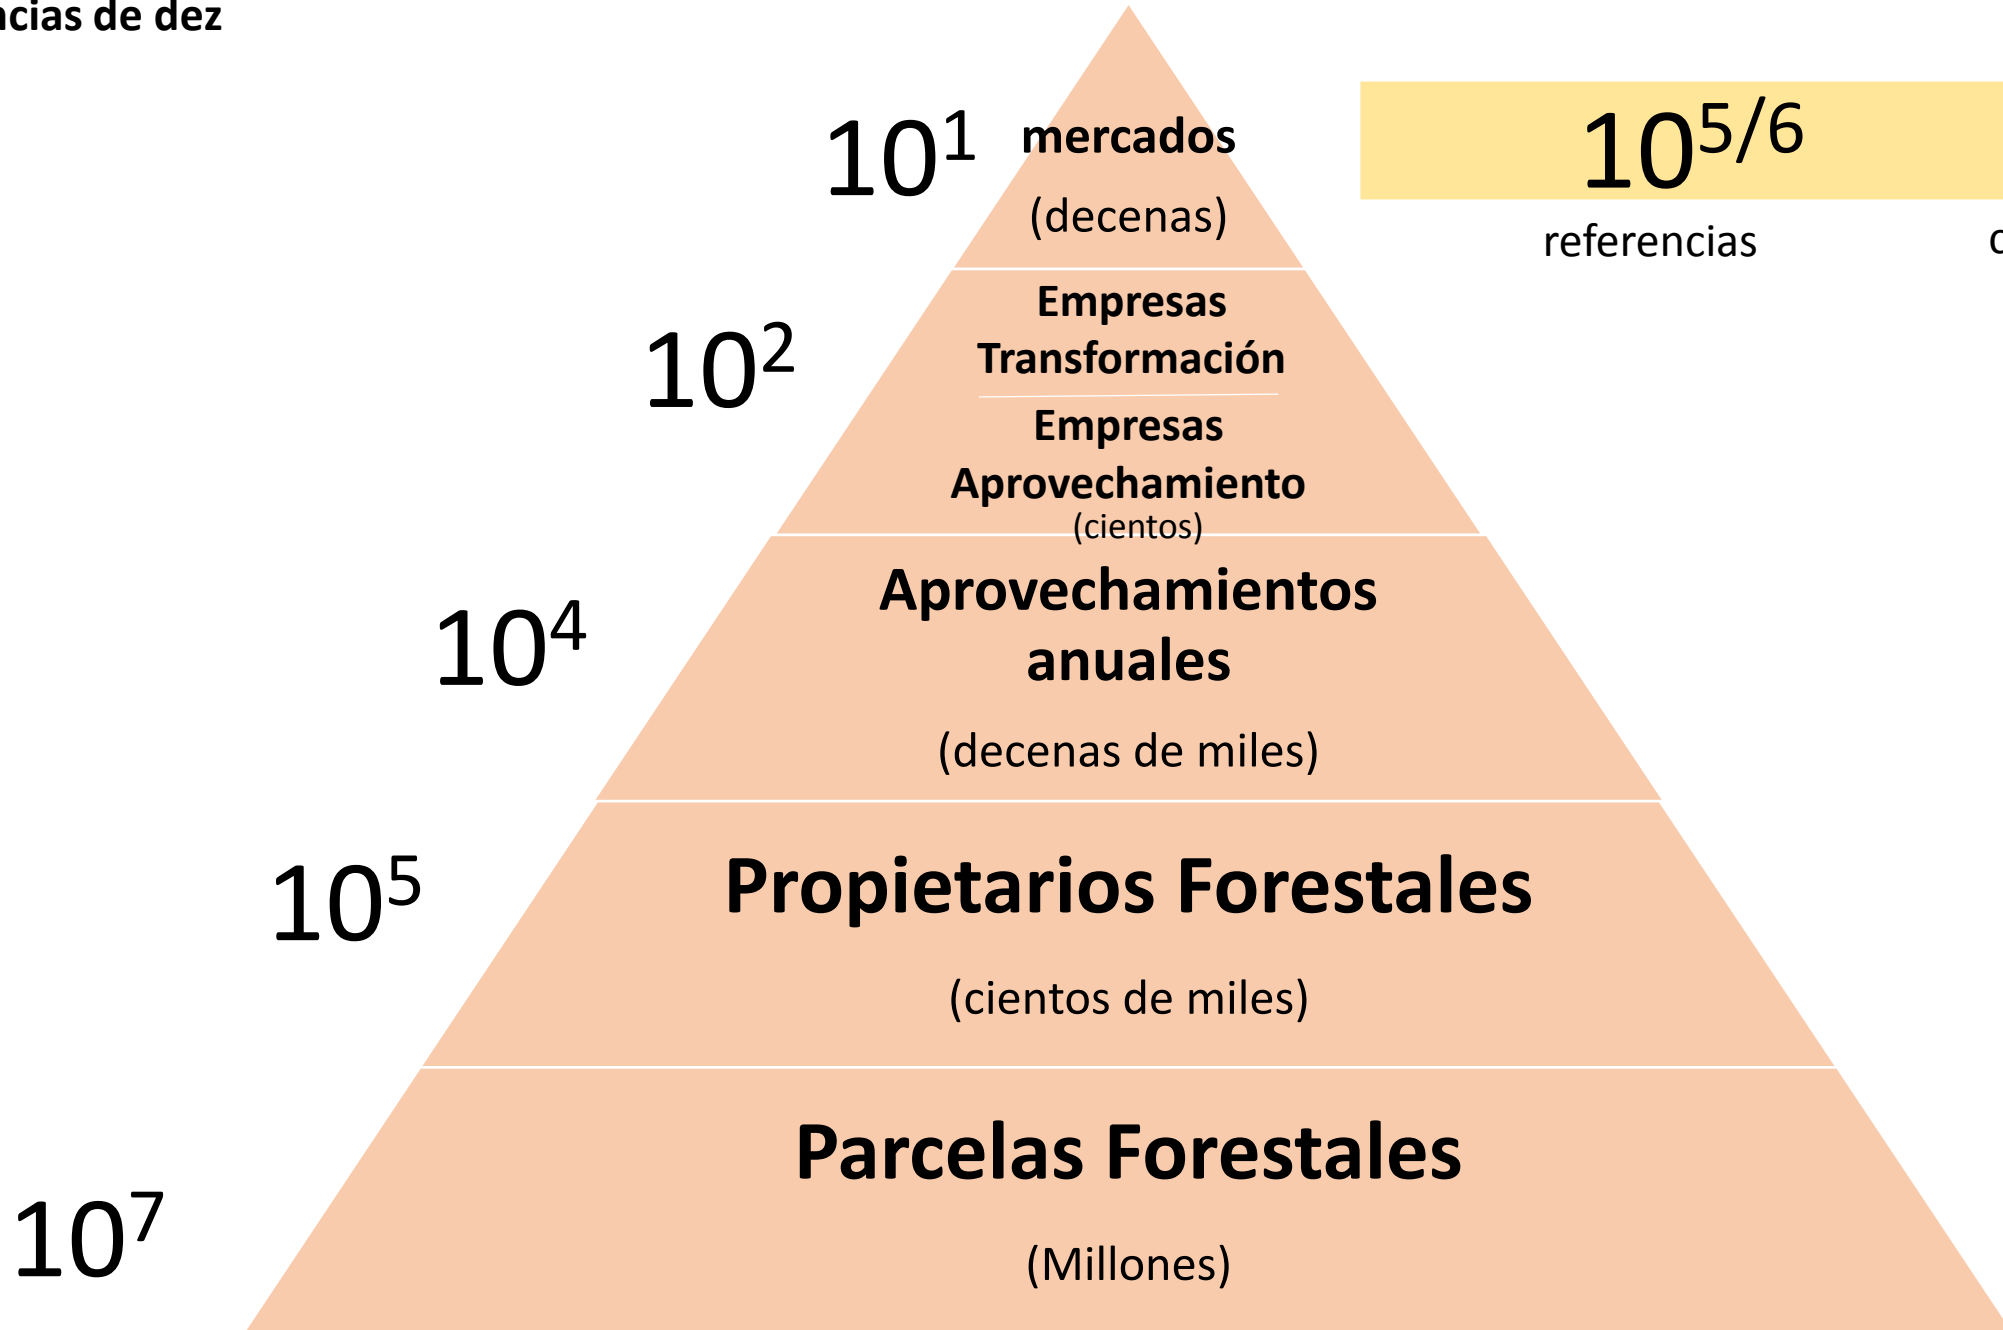 de dez
10¹ mercados
(decenas)
10⁵/⁶
referencias
10² Empresas
Transformación
Empresas
Aprovechamiento
(cientos)
10⁴ Aprovechamientos
anuales
(decenas de miles)
10⁵ Propietarios Forestales
(cientos de miles)
10⁷ Parcelas Forestales
(Millones)